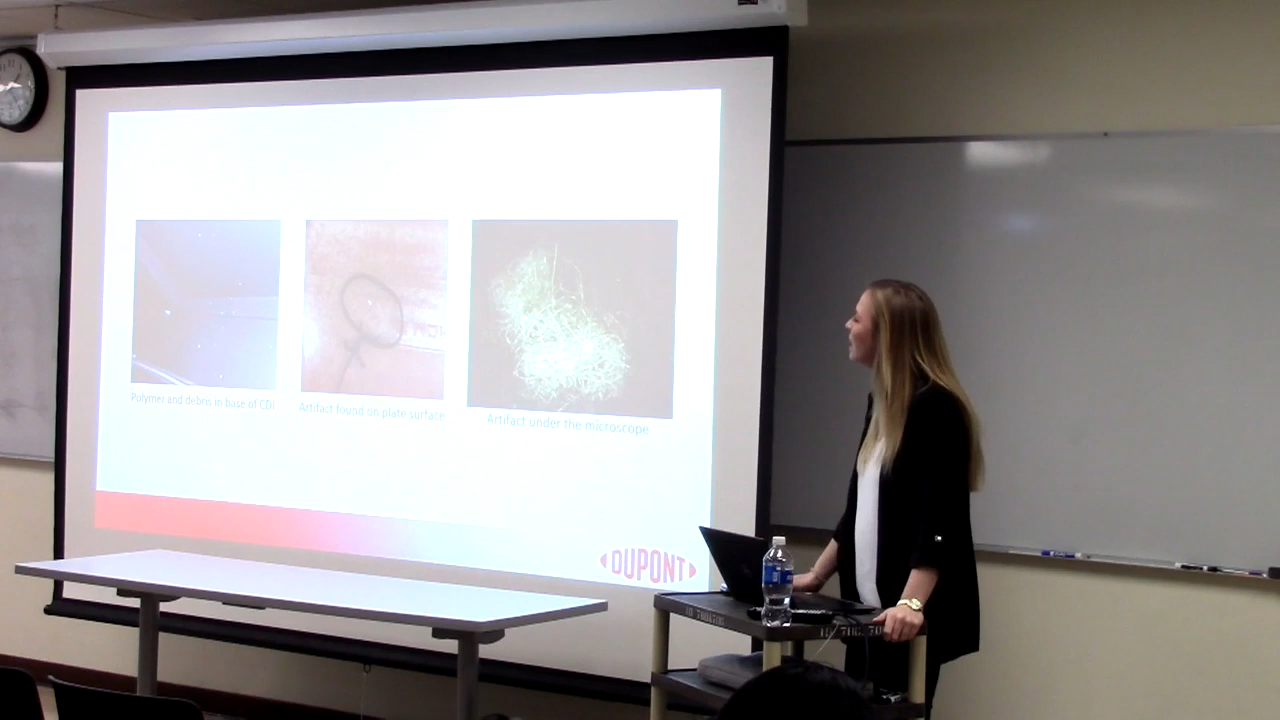 Polymer and debris in base of CDI
Artifact found on plate surface
Artifact under the microscope
DUPONT